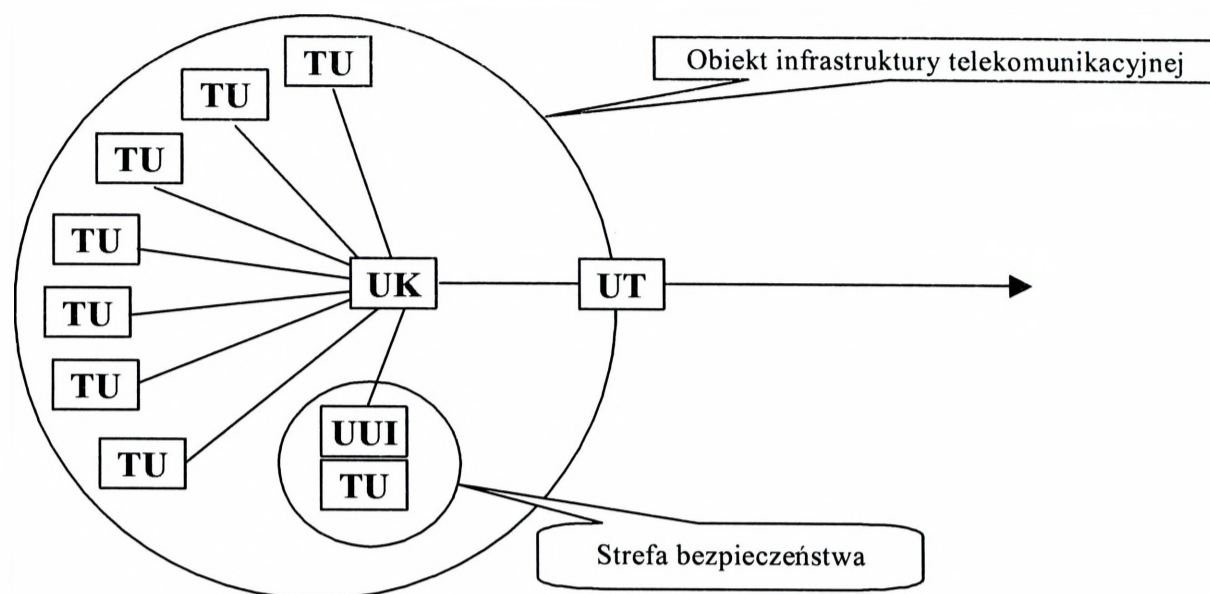 TU
Obiekt infrastruktury telekomunikacyjnej
TU
TU
TU
UK
UT
TU
TU
UUI
TU
TU
Strefa bezpieczeństwa